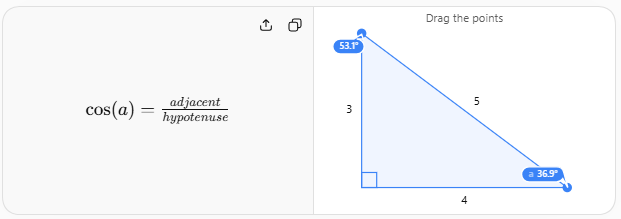 Drag the points
cos(a) = adjacent/hypotenuse
53.1°
3
5
a 36.9°
4